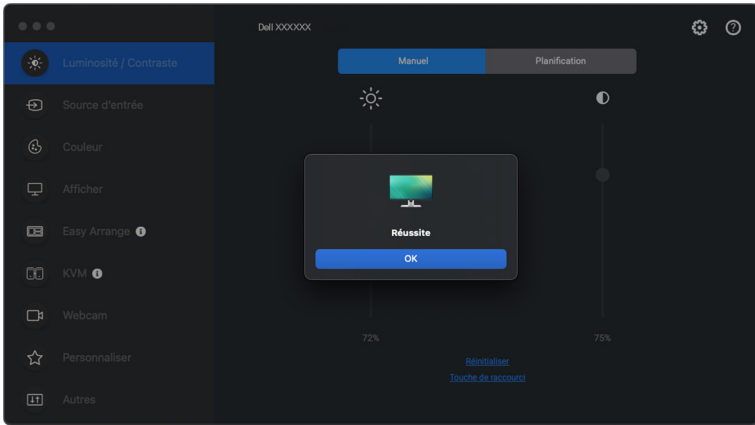 Dell XXXXXX
Luminosité / Contraste
Source d'entrée
Couleur
Afficher
Easy Arrange
KVM
Webcam
Personnaliser
Autres
Manuel
Planification
Réussite
OK
72%
75%
Réinitialiser
Touche de raccourci